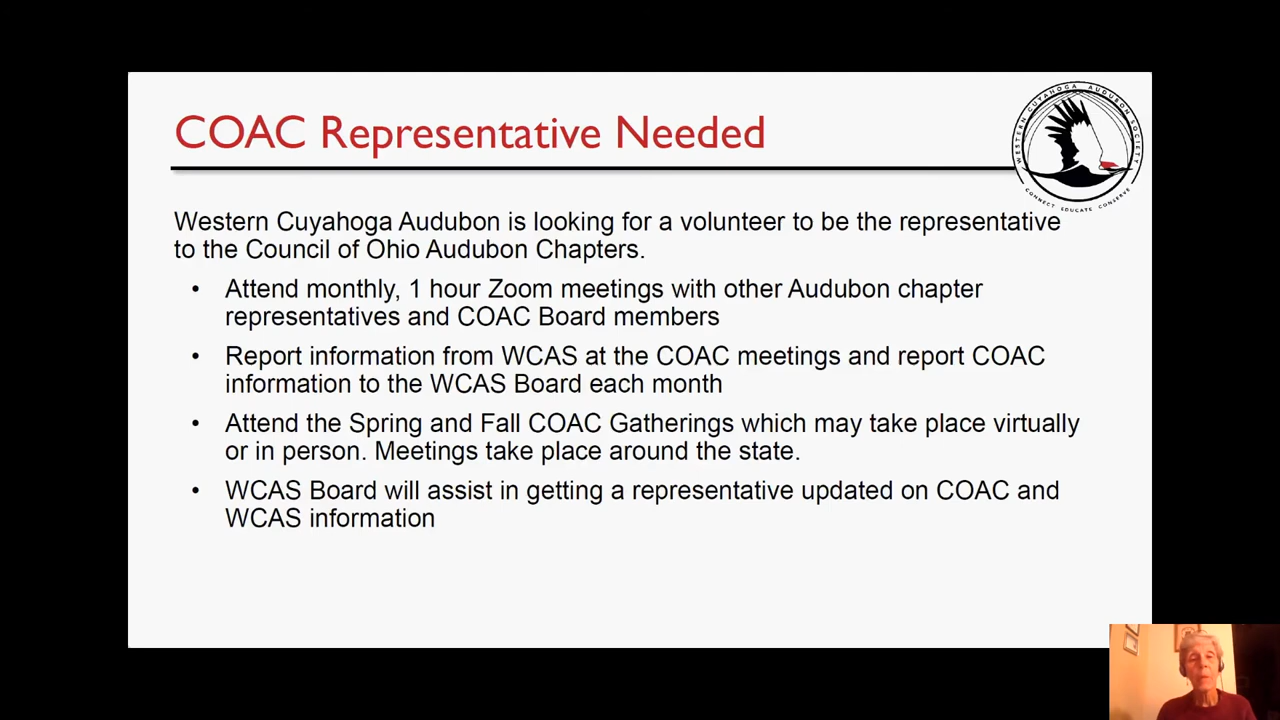 COAC Representative Needed
WESTERN CUYAHOGA AUDUBON SOCIETY
CONNECT EDUCATE CONSERVE
Western Cuyahoga Audubon is looking for a volunteer to be the representative
to the Council of Ohio Audubon Chapters.
• Attend monthly, 1 hour Zoom meetings with other Audubon chapter
representatives and COAC Board members
• Report information from WCAS at the COAC meetings and report COAC
information to the WCAS Board each month
• Attend the Spring and Fall COAC Gatherings which may take place virtually
or in person. Meetings take place around the state.
• WCAS Board will assist in getting a representative updated on COAC and
WCAS information